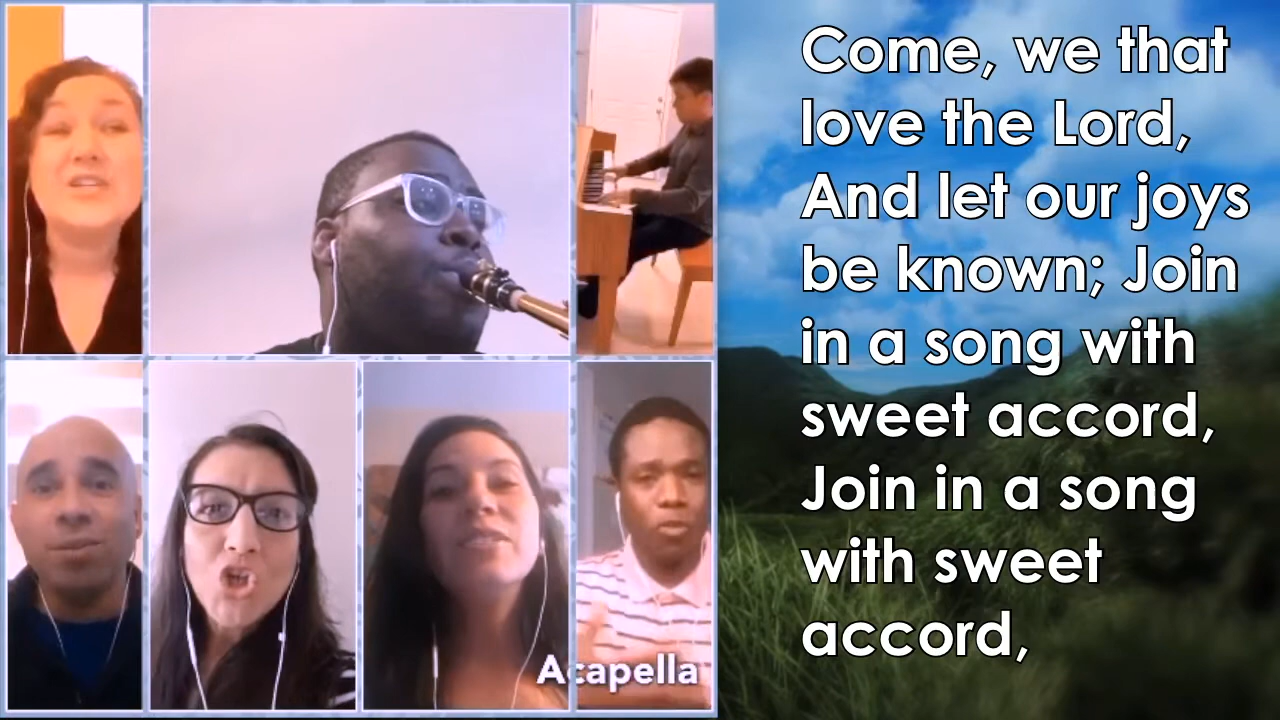 Come, we that
love the Lord,
And let our joys
be known; Join
in a song with
sweet accord,
Join in a song
with sweet
accord,
Acapella